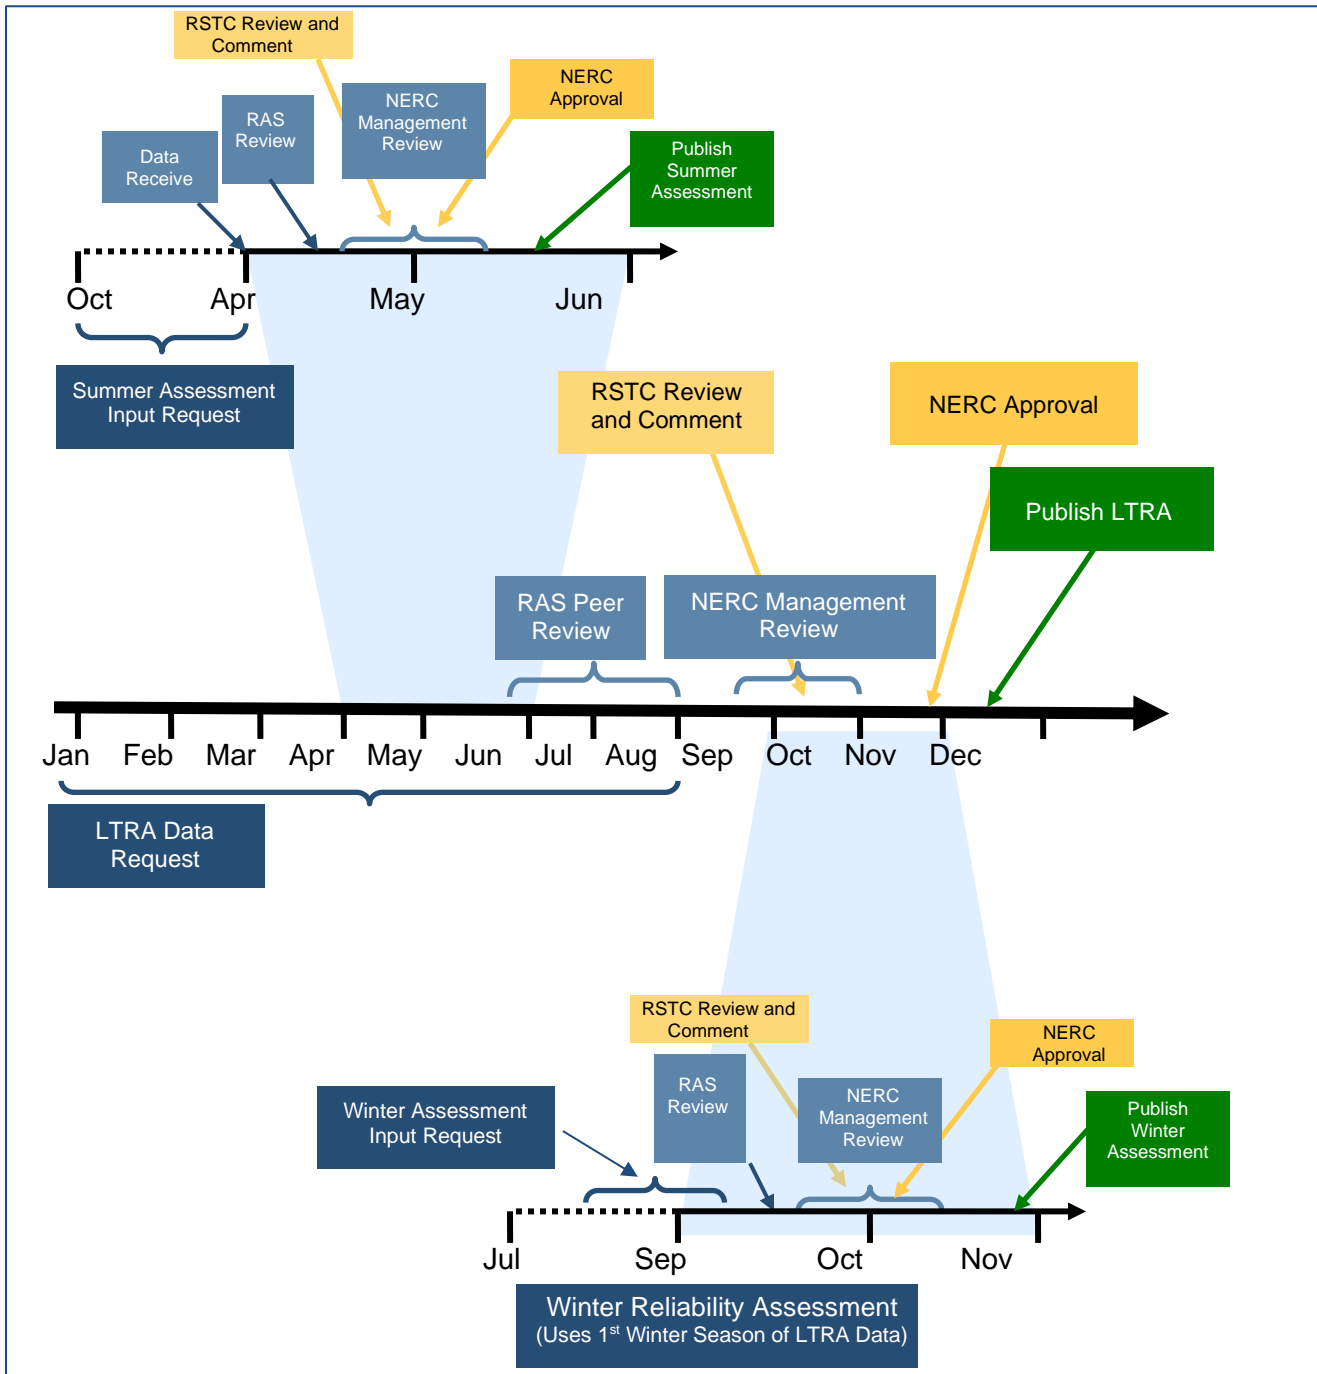 RSTC Review and
Comment
NERC
Approval
NERC
Management
Review
RAS
Review
Data
Receive
Publish
Summer
Assessment
Oct
Apr
May
Jun
Summer Assessment
Input Request
RSTC Review
and Comment
NERC Approval
Publish LTRA
RAS Peer
Review
NERC Management
Review
Jan
Feb
Mar
Apr
May
Jun
Jul
Aug
Sep
Oct
Nov
Dec
LTRA Data
Request
RSTC Review and
Comment
NERC
Approval
RAS
Review
NERC
Management
Review
Winter Assessment
Input Request
Publish
Winter
Assessment
Jul
Sep
Oct
Nov
Winter Reliability Assessment
(Uses 1st Winter Season of LTRA Data)